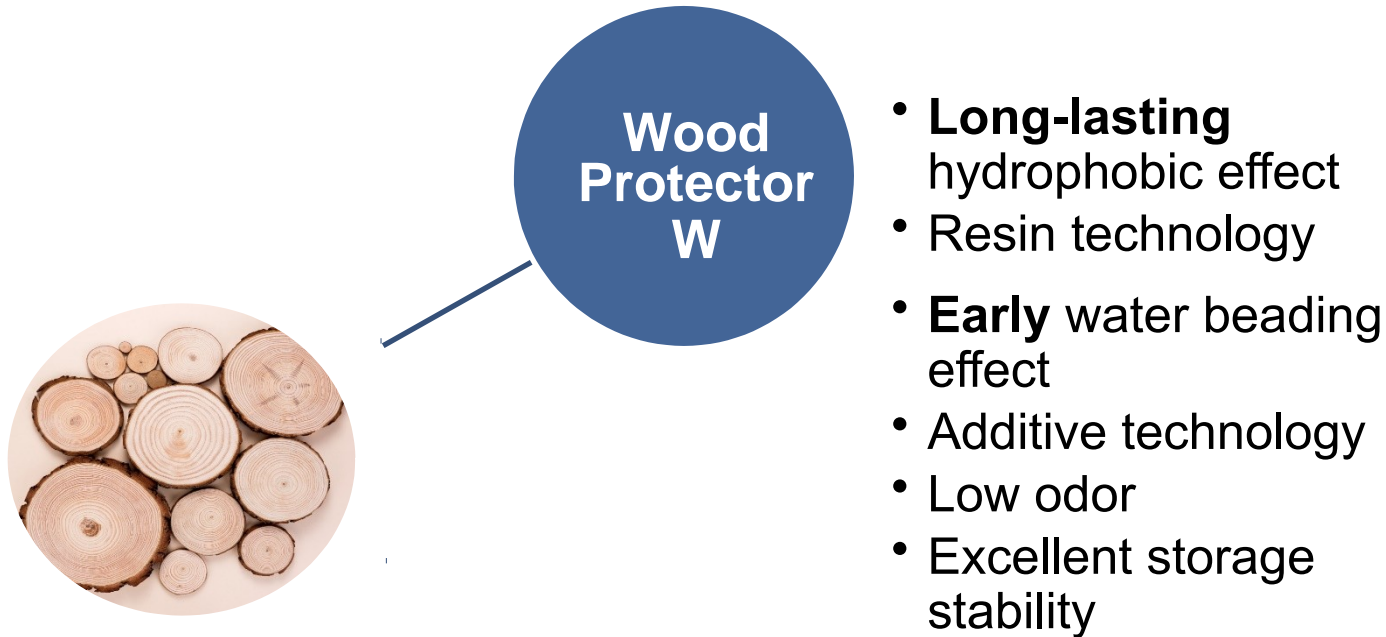 Wood
Protector
W
• Long-lasting
hydrophobic effect
• Resin technology
• Early water beading
effect
• Additive technology
• Low odor
• Excellent storage
stability